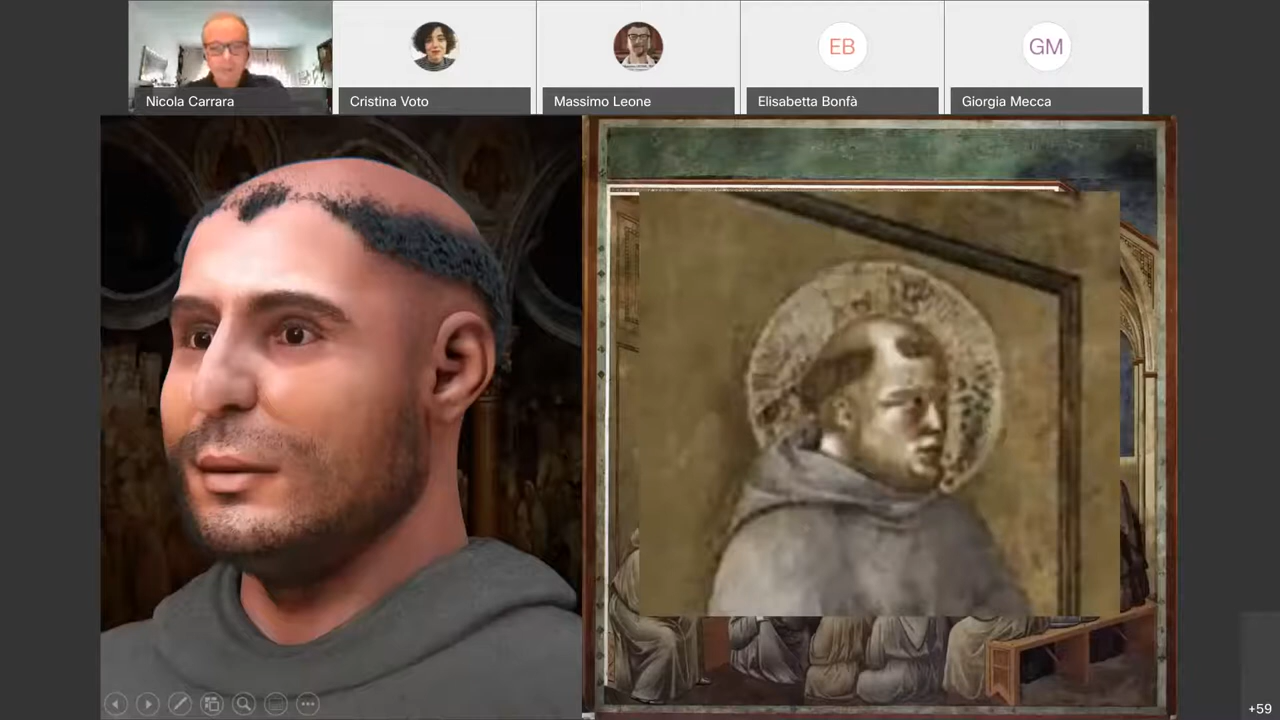 EB
GM
Nicola Carrara
Cristina Voto
Massimo Leone
Elisabetta Bonfà
Giorgia Mecca
+59